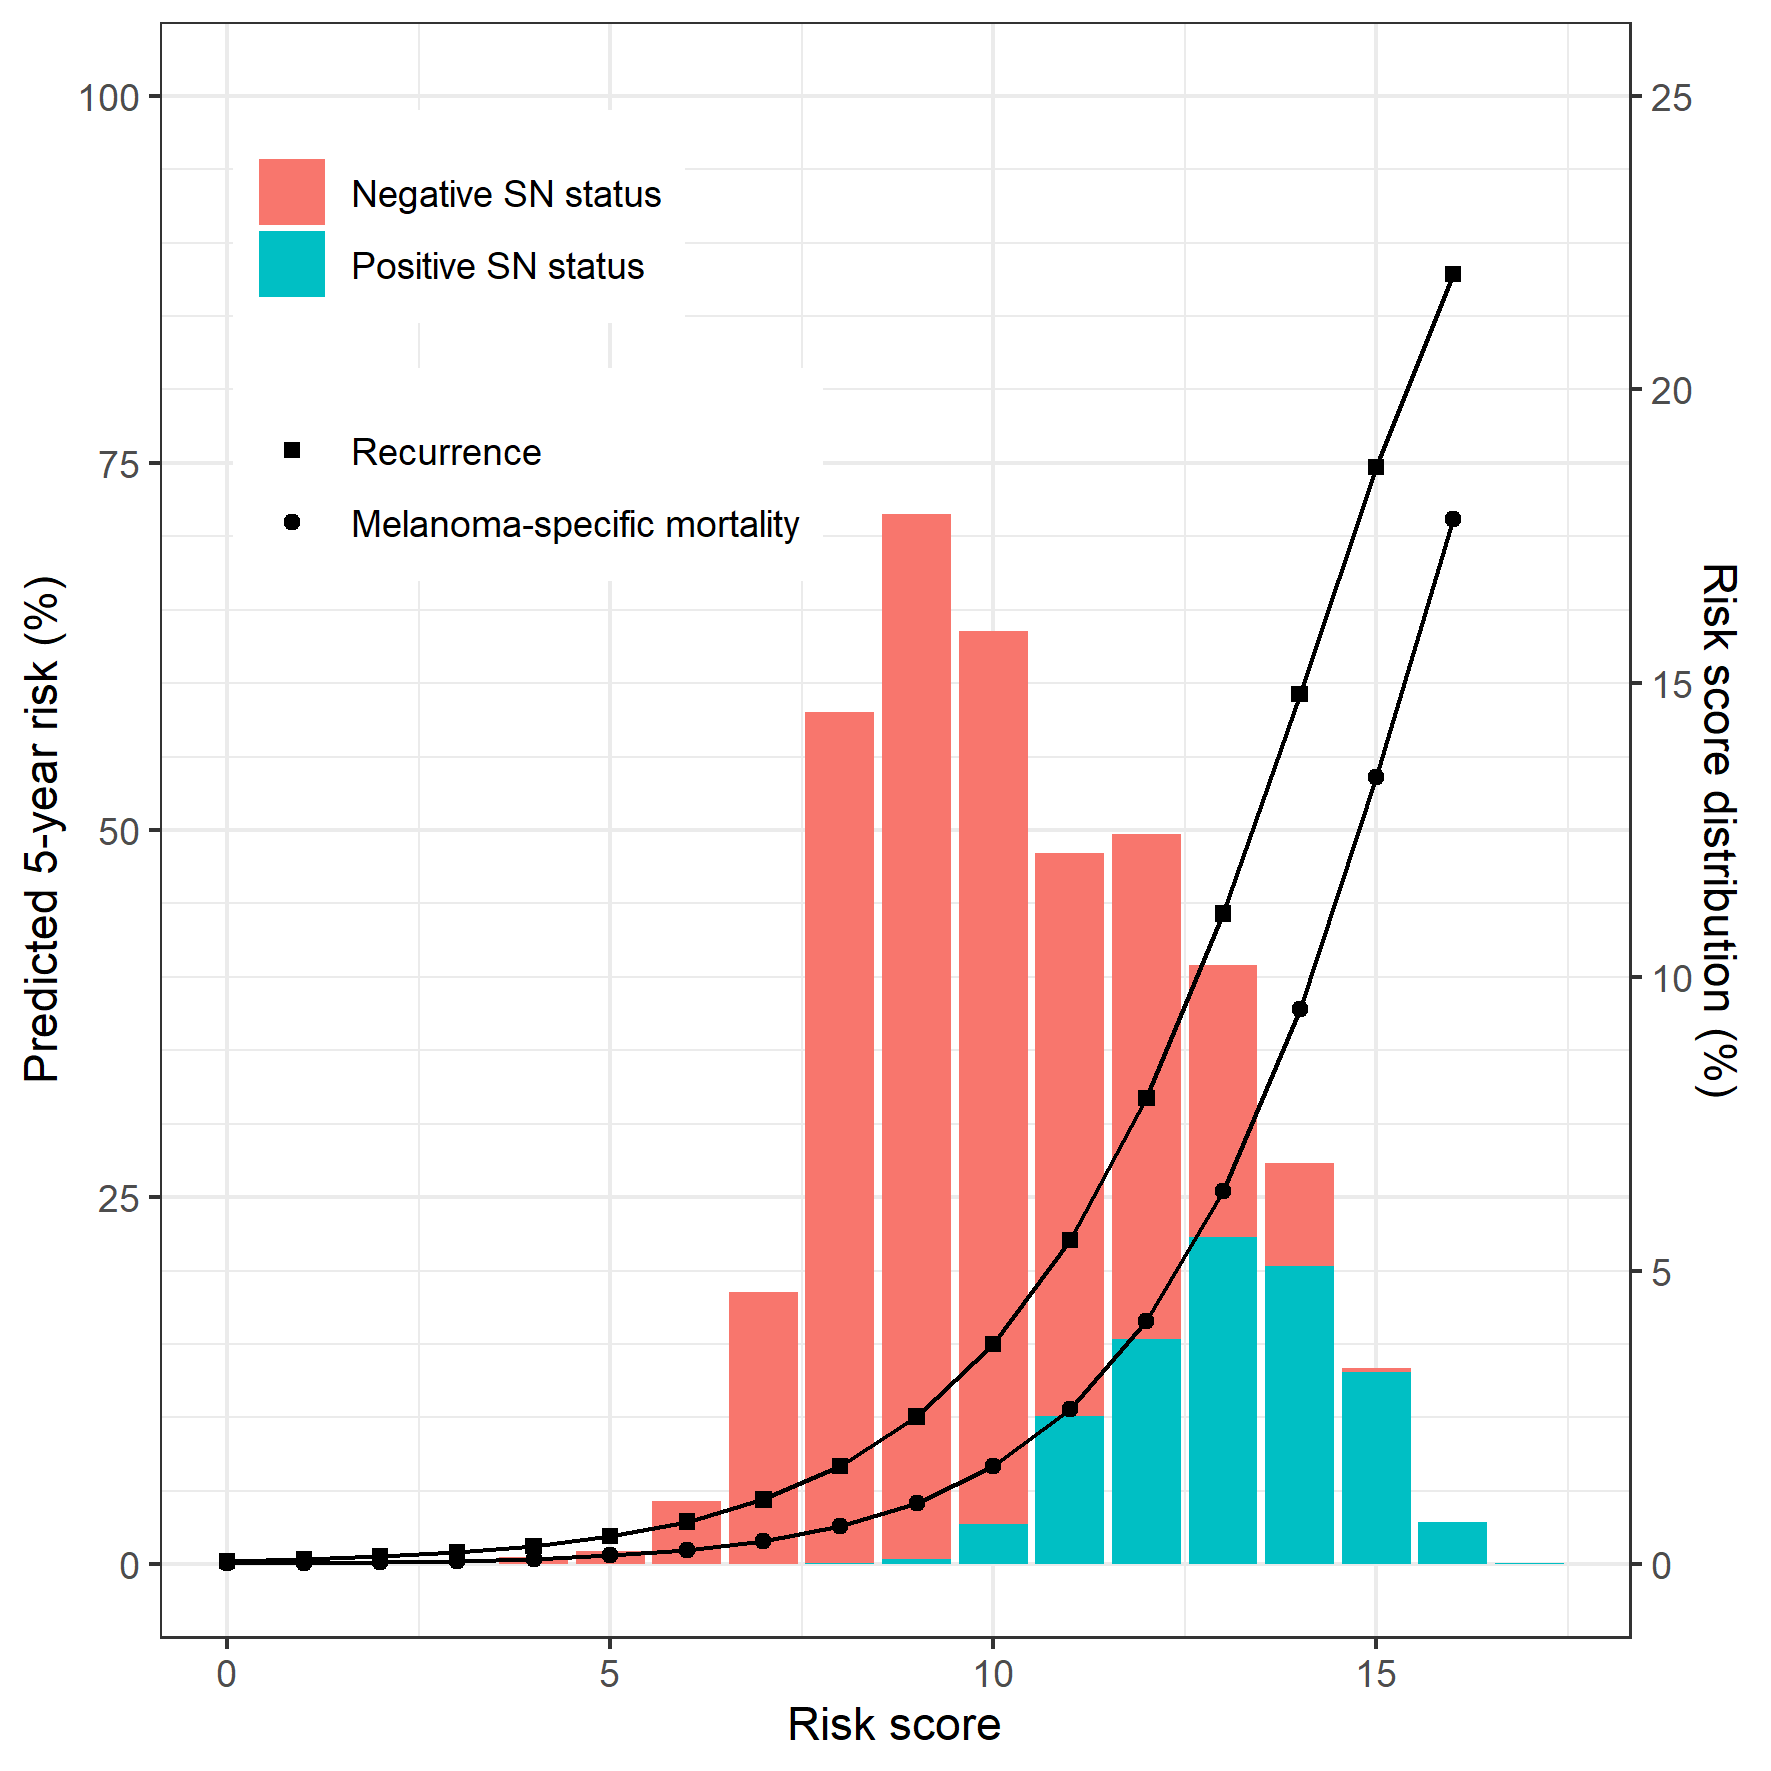 100
75
50
25
0
Predicted 5-year risk (%)
Negative SN status
Positive SN status
Recurrence
Melanoma-specific mortality
25
20
15
10
5
0
Risk score distribution (%)
0
5
10
15
Risk score